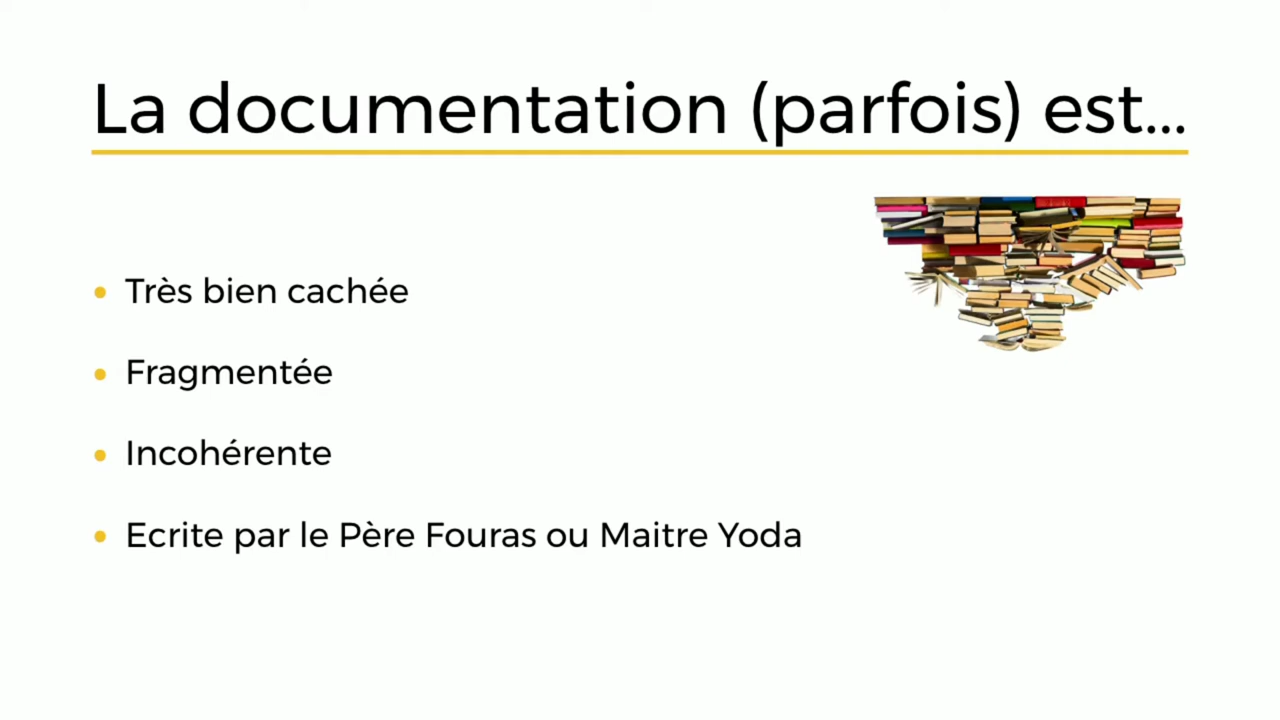 La documentation (parfois) est...
Très bien cachée
Fragmentée
Incohérente
Ecrite par le Père Fouras ou Maitre Yoda